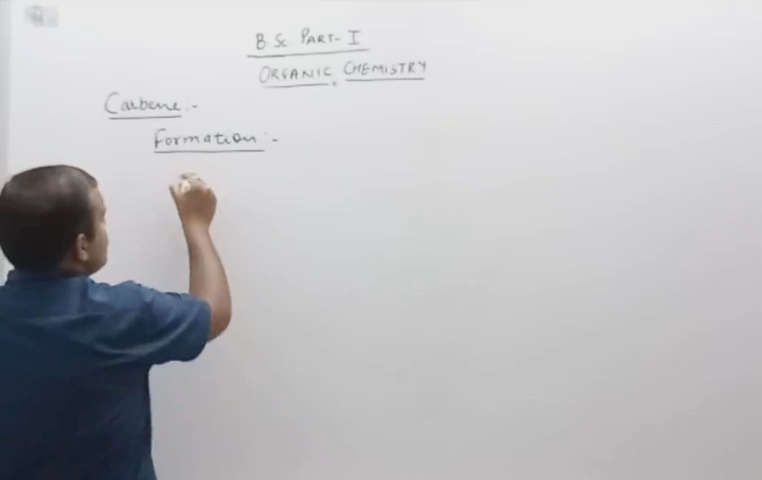 B.Sc PART-I
ORGANIC CHEMISTRY
Carbene:-
Formation:-